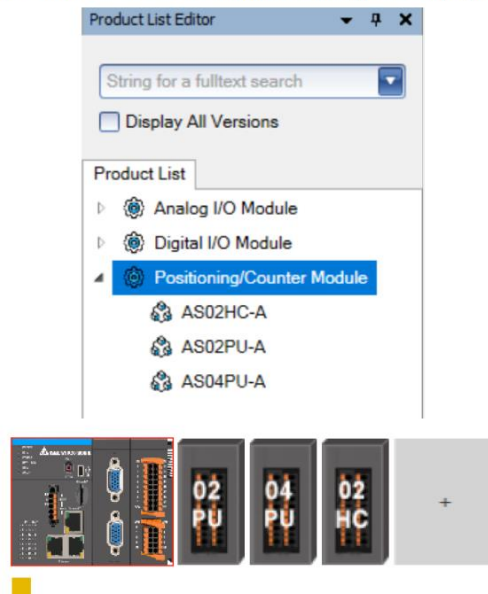 Product List Editor
String for a fulltext search
Display All Versions
Product List
Analog I/O Module
Digital I/O Module
Positioning/Counter Module
AS02HC-A
AS02PU-A
AS04PU-A
02
PU
04
PU
02
HC
+